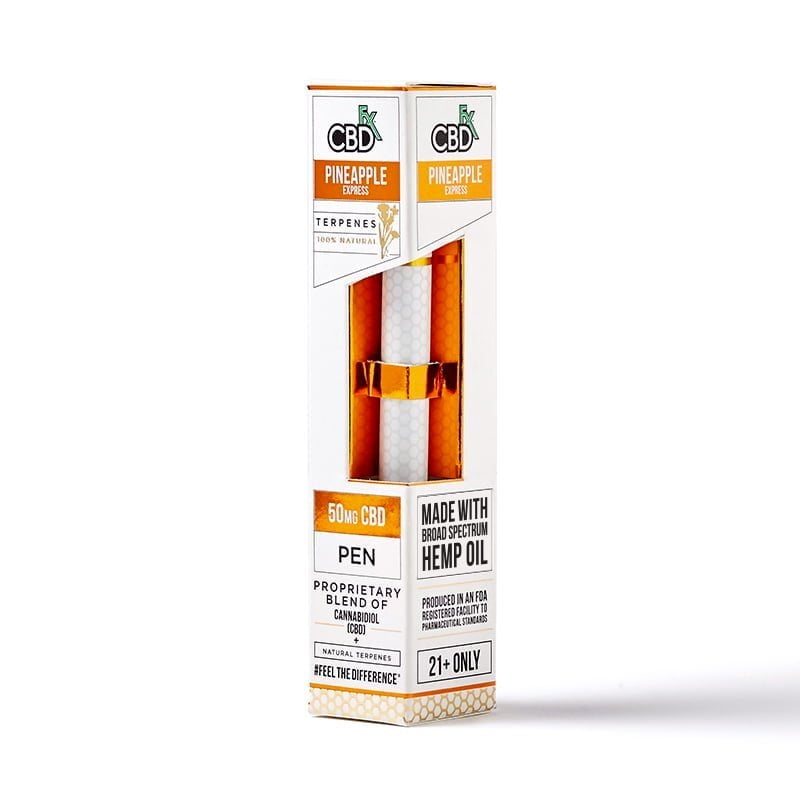 CBDFX
PINEAPPLE
EXPRESS
TERPENES
100% NATURAL
50MG CBD
PEN
PROPRIETARY
BLEND OF
CANNABIDIOL
(CBD)
+
NATURAL TERPENES
#FEEL THE DIFFERENCE
CBDFX
PINEAPPLE
EXPRESS
MADE WITH
BROAD SPECTRUM
HEMP OIL
PRODUCED IN AN FDA
REGISTERED FACILITY TO
PHARMACEUTICAL STANDARDS
21+ ONLY